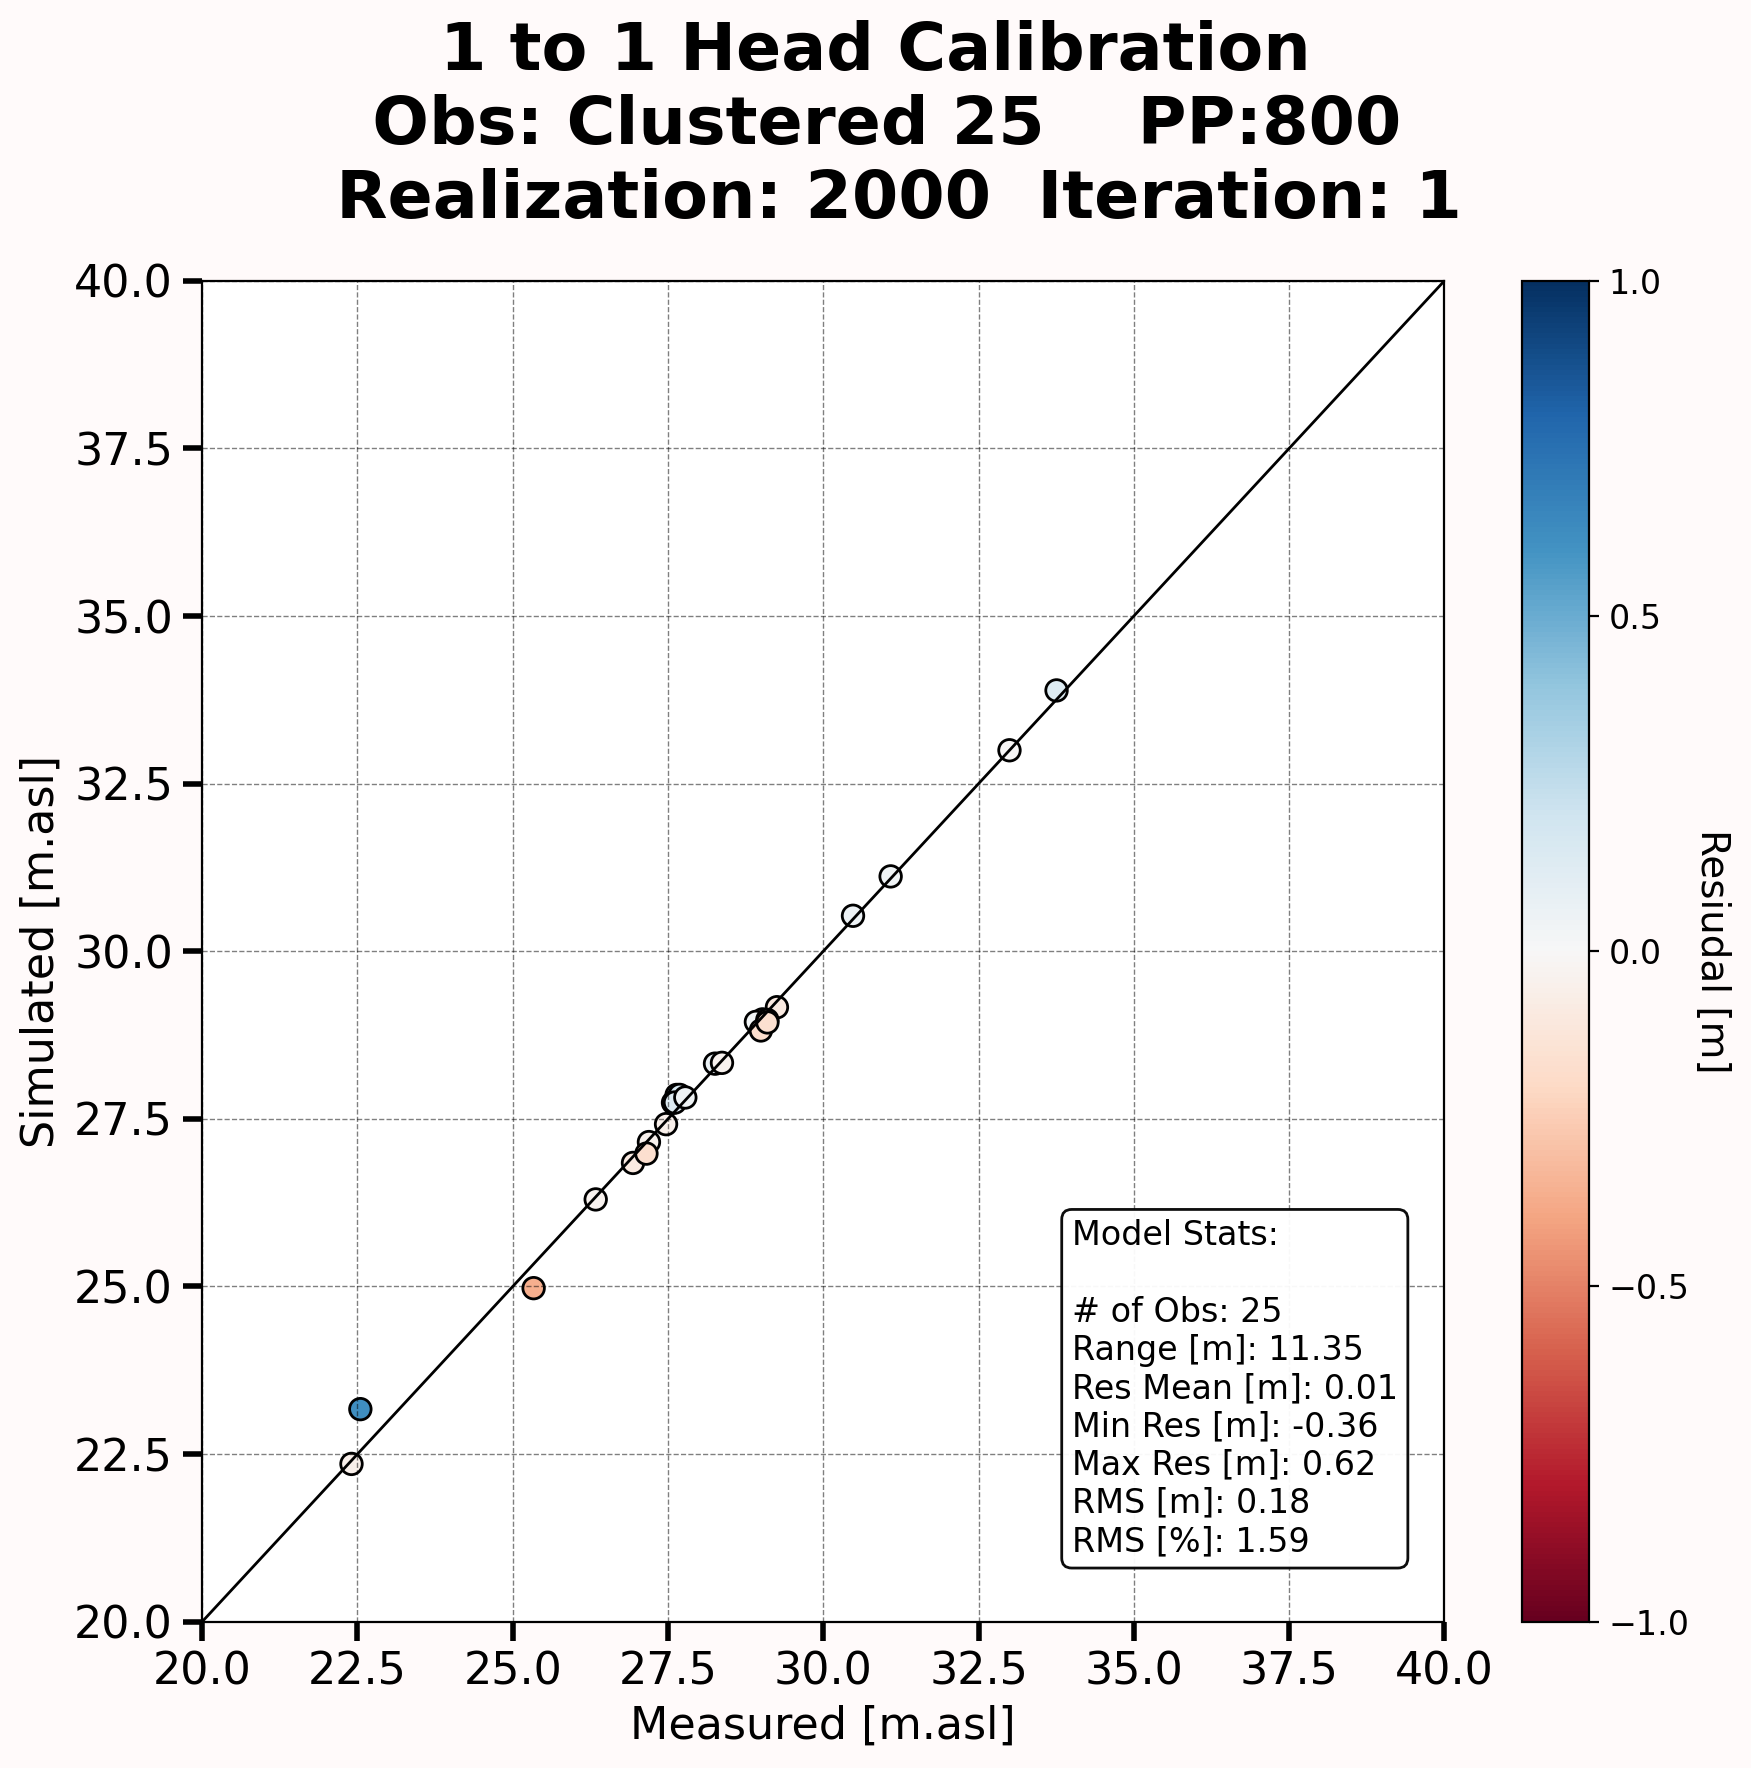 1 to 1 Head Calibration
Obs: Clustered 25    PP:800
Realization: 2000  Iteration: 1
40.0
37.5
35.0
32.5
30.0
27.5
25.0
22.5
20.0
Simulated [m.asl]
20.0 22.5 25.0 27.5 30.0 32.5 35.0 37.5 40.0
Measured [m.asl]
Model Stats:
# of Obs: 25
Range [m]: 11.35
Res Mean [m]: 0.01
Min Res [m]: -0.36
Max Res [m]: 0.62
RMS [m]: 0.18
RMS [%]: 1.59
1.0
0.5
0.0
−0.5
−1.0
Resiudal [m]